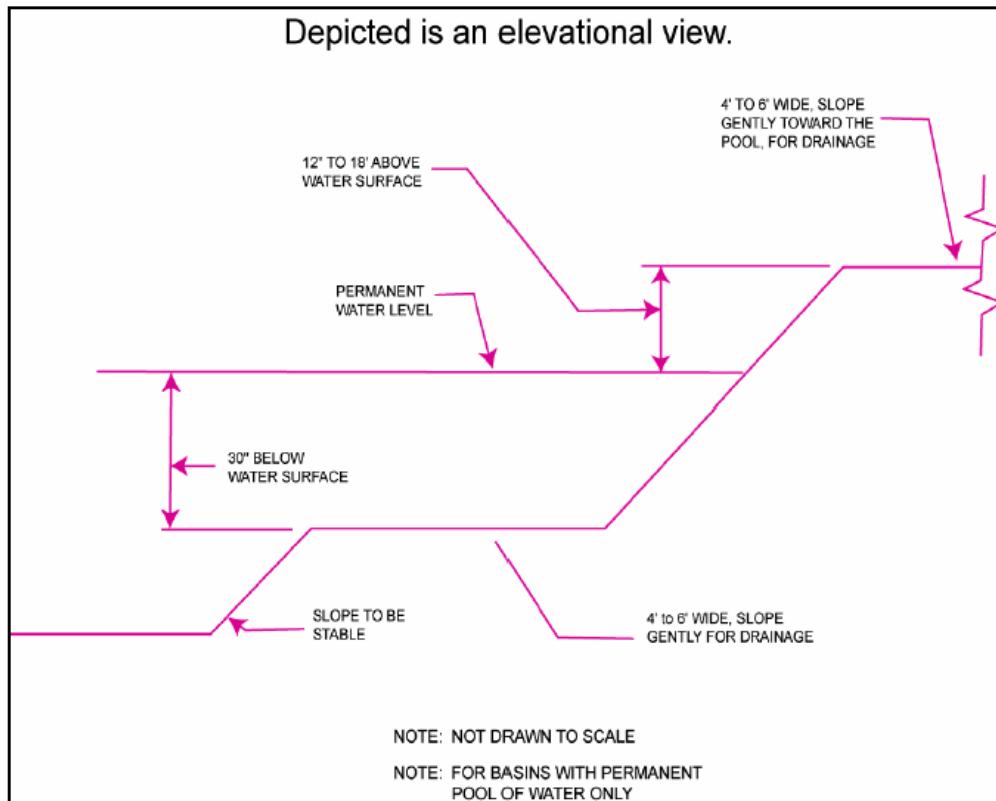 Depicted is an elevational view.
4' TO 6' WIDE, SLOPE
GENTLY TOWARD THE
POOL, FOR DRAINAGE
12" TO 18' ABOVE
WATER SURFACE
PERMANENT
WATER LEVEL
30" BELOW
WATER SURFACE
SLOPE TO BE
STABLE
4' to 6' WIDE, SLOPE
GENTLY FOR DRAINAGE
NOTE: NOT DRAWN TO SCALE
NOTE: FOR BASINS WITH PERMANENT
POOL OF WATER ONLY